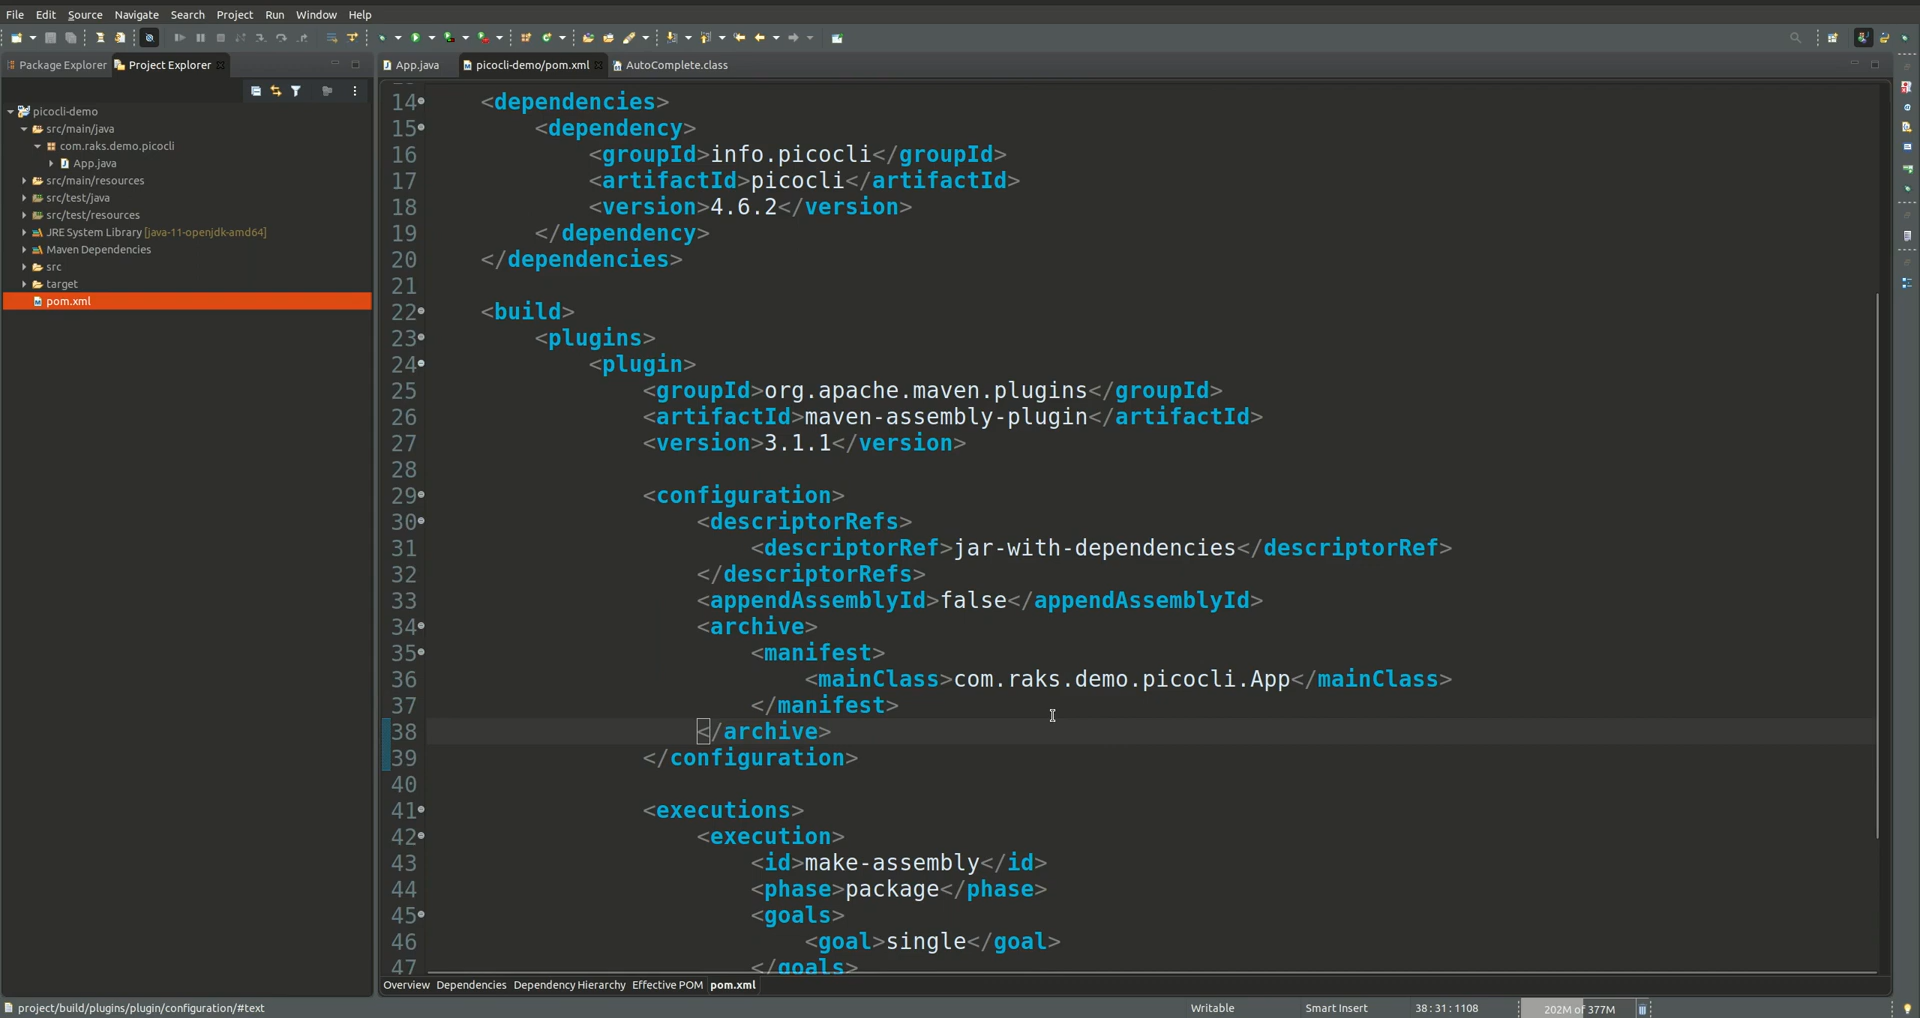 File Edit Source Navigate Search Project Run Window Help
Package Explorer Project Explorer
App.java picocli-demo/pom.xml AutoComplete.class
picocli-demo
src/main/java
com.raks.demo.picocli
App.java
src/main/resources
src/test/java
src/test/resources
JRE System Library [java-11-openjdk-amd64]
Maven Dependencies
src
target
pom.xml
14 <dependencies>
15 <dependency>
16 <groupId>info.picocli</groupId>
17 <artifactId>picocli</artifactId>
18 <version>4.6.2</version>
19 </dependency>
20 </dependencies>
21
22 <build>
23 <plugins>
24 <plugin>
25 <groupId>org.apache.maven.plugins</groupId>
26 <artifactId>maven-assembly-plugin</artifactId>
27 <version>3.1.1</version>
28
29 <configuration>
30 <descriptorRefs>
31 <descriptorRef>jar-with-dependencies</descriptorRef>
32 </descriptorRefs>
33 <appendAssemblyId>false</appendAssemblyId>
34 <archive>
35 <manifest>
36 <mainClass>com.raks.demo.picocli.App</mainClass>
37 </manifest>
38 </archive>
39 </configuration>
40
41 <executions>
42 <execution>
43 <id>make-assembly</id>
44 <phase>package</phase>
45 <goals>
46 <goal>single</goal>
47 </goals>
Overview Dependencies Dependency Hierarchy Effective POM pom.xml
project/build/plugins/plugin/configuration/#text Writable Smart Insert 38:31:1108 202M of 377M